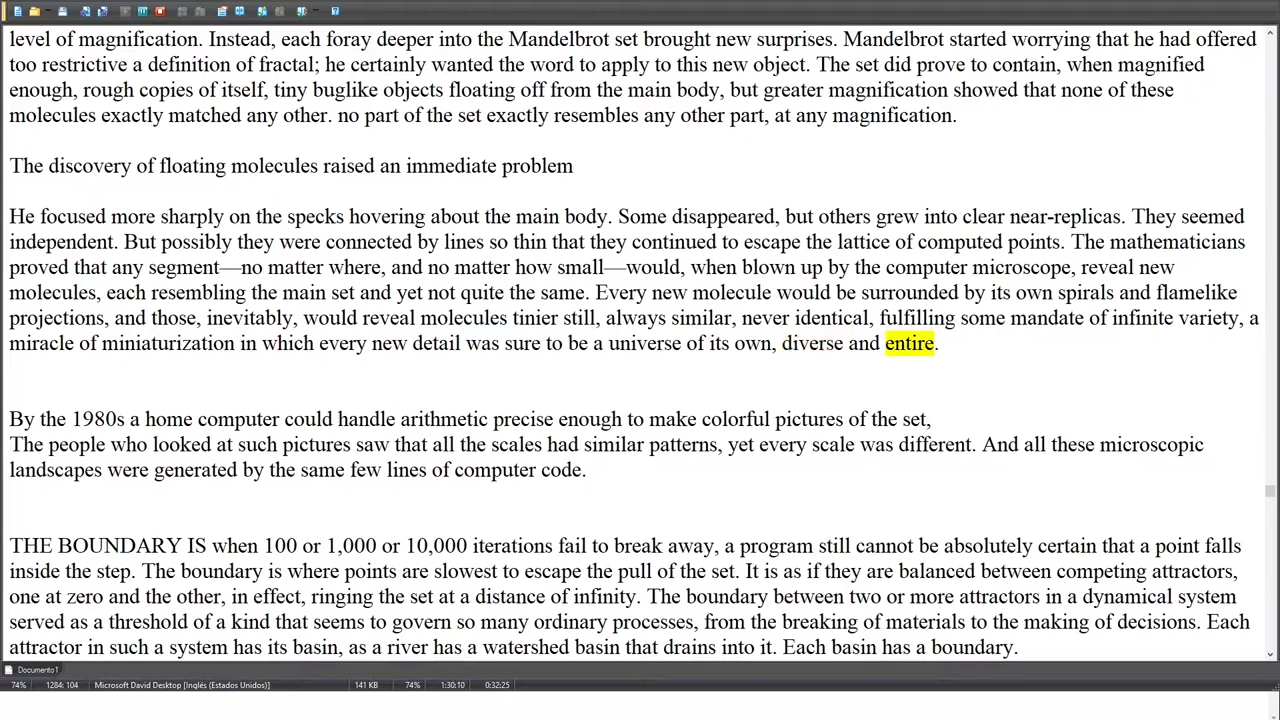 level of magnification. Instead, each foray deeper into the Mandelbrot set brought new surprises. Mandelbrot started worrying that he had offered
too restrictive a definition of fractal; he certainly wanted the word to apply to this new object. The set did prove to contain, when magnified
enough, rough copies of itself, tiny buglike objects floating off from the main body, but greater magnification showed that none of these
molecules exactly matched any other. no part of the set exactly resembles any other part, at any magnification.
The discovery of floating molecules raised an immediate problem
He focused more sharply on the specks hovering about the main body. Some disappeared, but others grew into clear near-replicas. They seemed
independent. But possibly they were connected by lines so thin that they continued to escape the lattice of computed points. The mathematicians
proved that any segment—no matter where, and no matter how small—would, when blown up by the computer microscope, reveal new
molecules, each resembling the main set and yet not quite the same. Every new molecule would be surrounded by its own spirals and flamelike
projections, and those, inevitably, would reveal molecules tinier still, always similar, never identical, fulfilling some mandate of infinite variety, a
miracle of miniaturization in which every new detail was sure to be a universe of its own, diverse and entire.
By the 1980s a home computer could handle arithmetic precise enough to make colorful pictures of the set,
The people who looked at such pictures saw that all the scales had similar patterns, yet every scale was different. And all these microscopic
landscapes were generated by the same few lines of computer code.
THE BOUNDARY IS when 100 or 1,000 or 10,000 iterations fail to break away, a program still cannot be absolutely certain that a point falls
inside the step. The boundary is where points are slowest to escape the pull of the set. It is as if they are balanced between competing attractors,
one at zero and the other, in effect, ringing the set at a distance of infinity. The boundary between two or more attractors in a dynamical system
served as a threshold of a kind that seems to govern so many ordinary processes, from the breaking of materials to the making of decisions. Each
attractor in such a system has its basin, as a river has a watershed basin that drains into it. Each basin has a boundary.
Documento1
74% 1284: 104 Microsoft David Desktop [Inglés (Estados Unidos)] 141 KB 74% 1:30:10 0:32:25